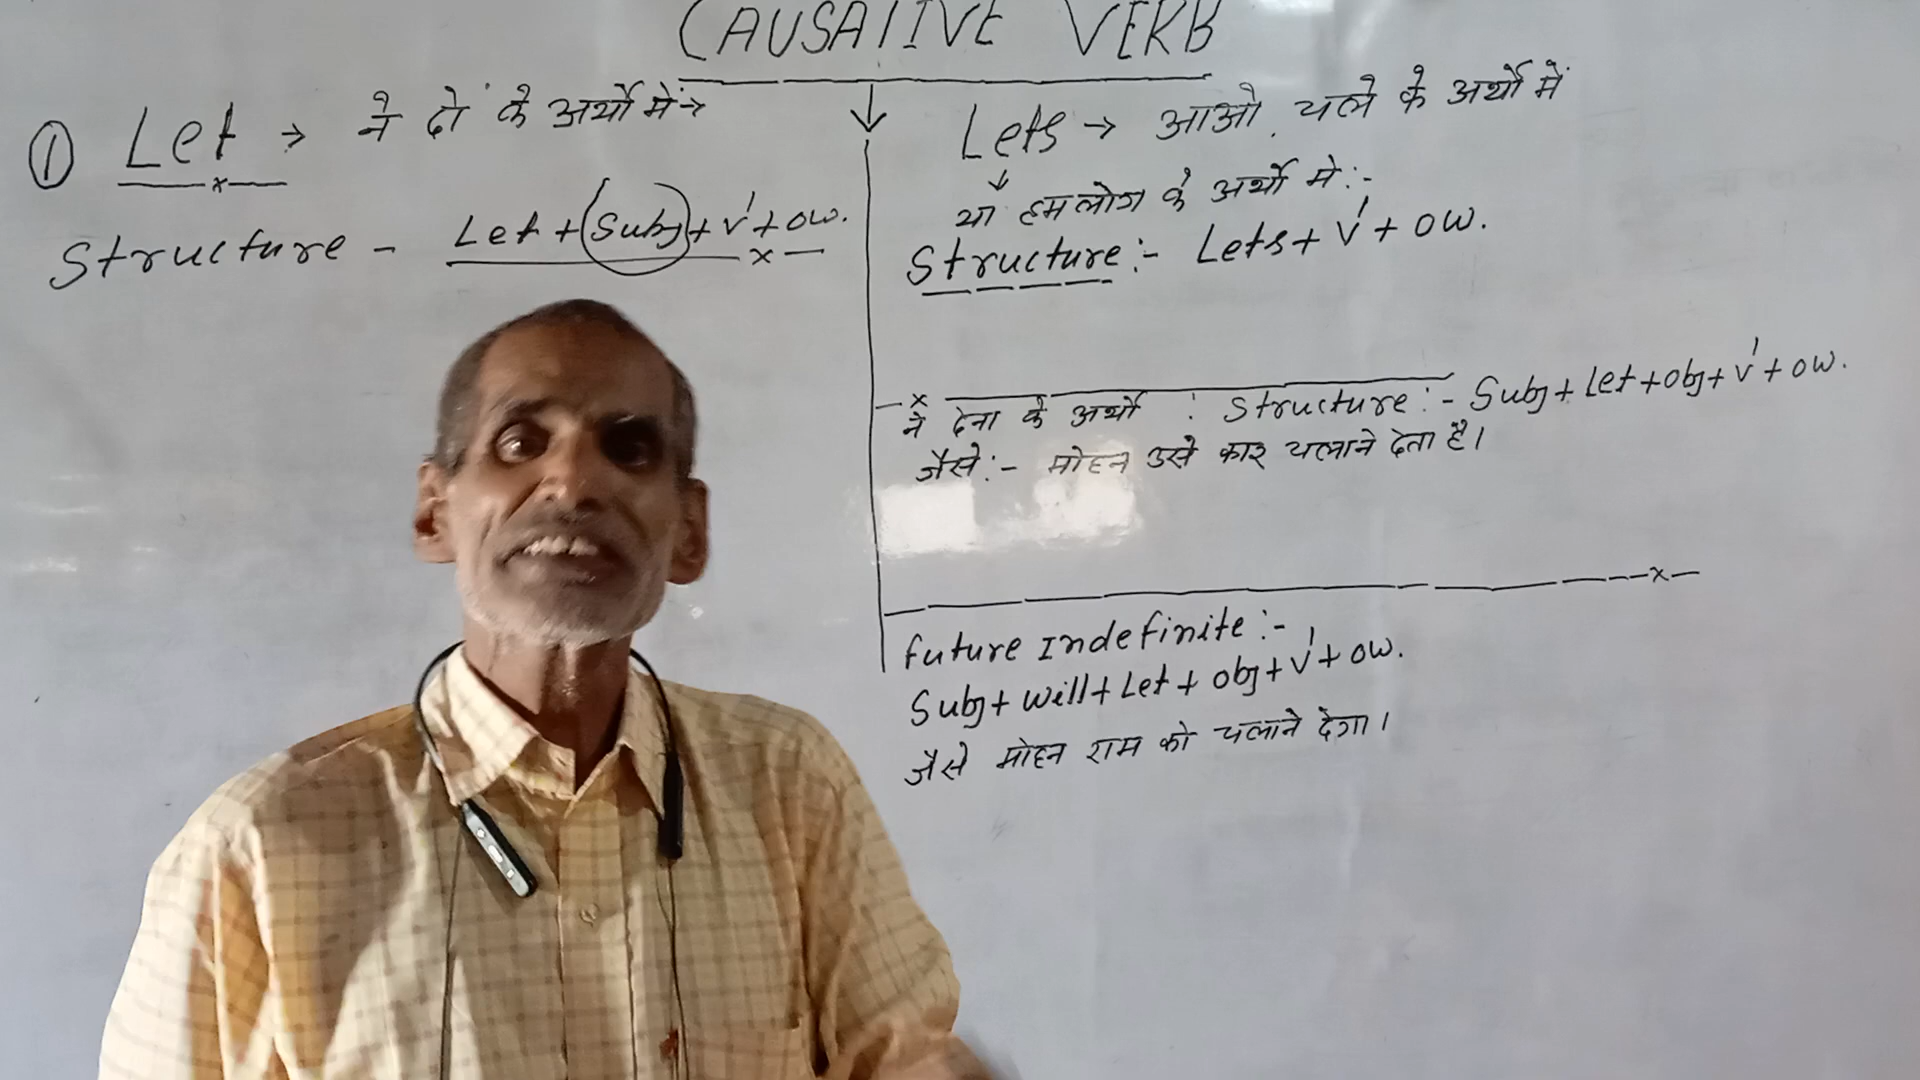 CAUSATIVE VERB
① Let → ने दो के अर्थो में →
Structure - Let + (Subj) + V¹ + ow.
Lets → आओ, चले के अर्थो में
या हमलोग के अर्थो मे :-
Structure :- Lets + V¹ + ow.
ने देना के अर्थो : Structure :- Subj + Let + obj + V¹ + ow.
जैसे :- मोहन उसे कार चलाने देता है।
future Indefinite :-
Subj + will + Let + obj + V¹ + ow.
जैसे मोहन राम को चलाने देगा।